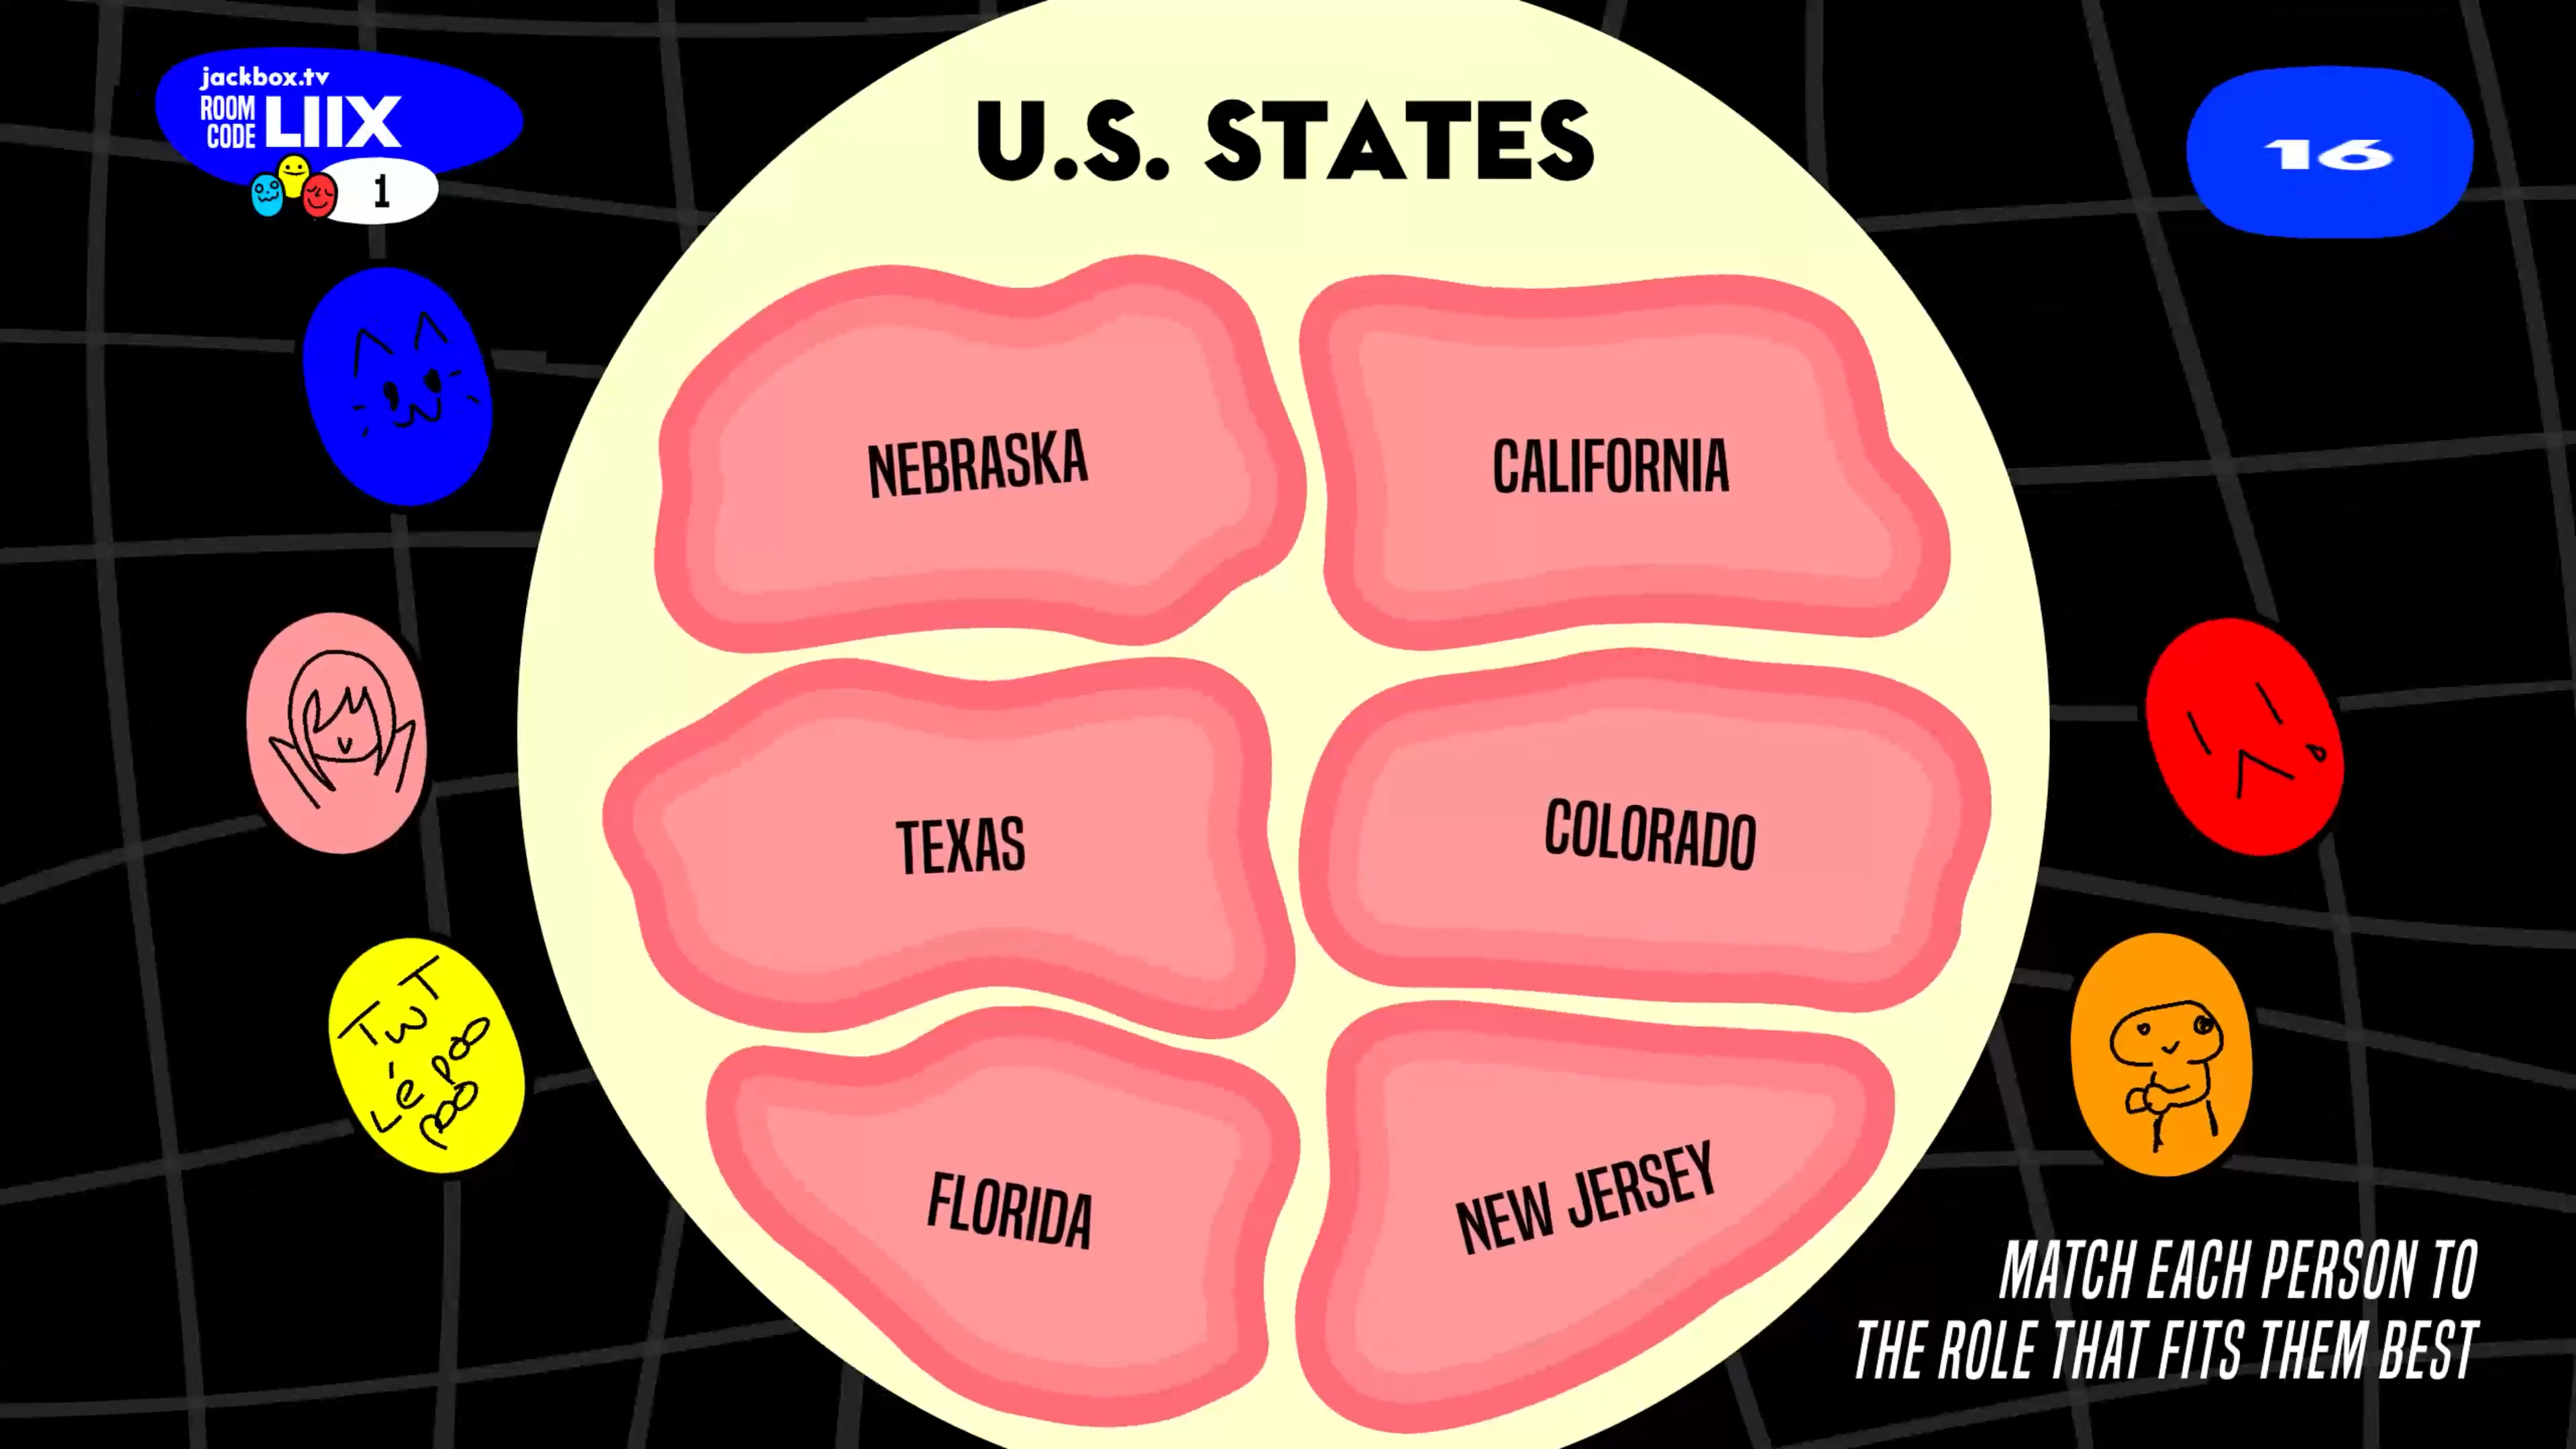 jackbox.tv
ROOM CODE LIIX
1
U.S. STATES
16
NEBRASKA
CALIFORNIA
TEXAS
COLORADO
FLORIDA
NEW JERSEY
TwT
Lé poo
poo
MATCH EACH PERSON TO
THE ROLE THAT FITS THEM BEST